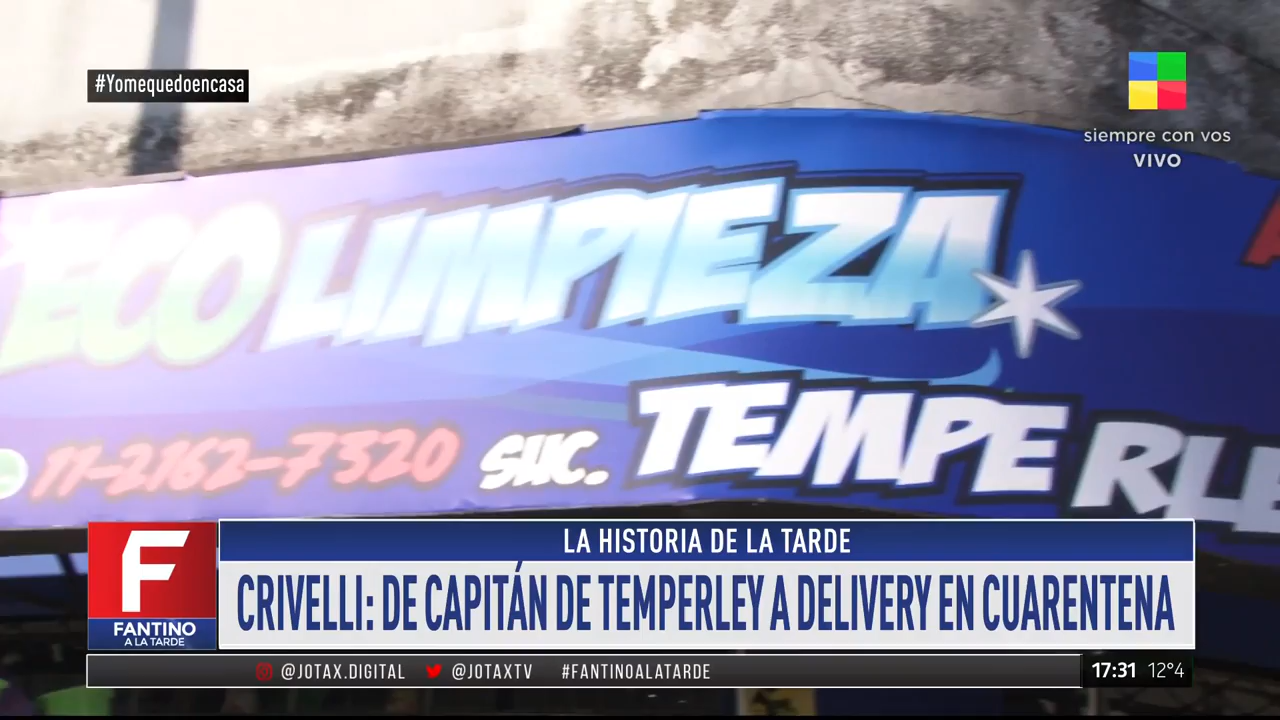 #Yomequedoencasa
siempre con vos
VIVO
ECO LIMPIEZA
11-2162-7320 SUC. TEMPERLE
LA HISTORIA DE LA TARDE
CRIVELLI: DE CAPITÁN DE TEMPERLEY A DELIVERY EN CUARENTENA
F
FANTINO
A LA TARDE
@JOTAX.DIGITAL @JOTAXTV #FANTINOALATARDE
17:31 12°4